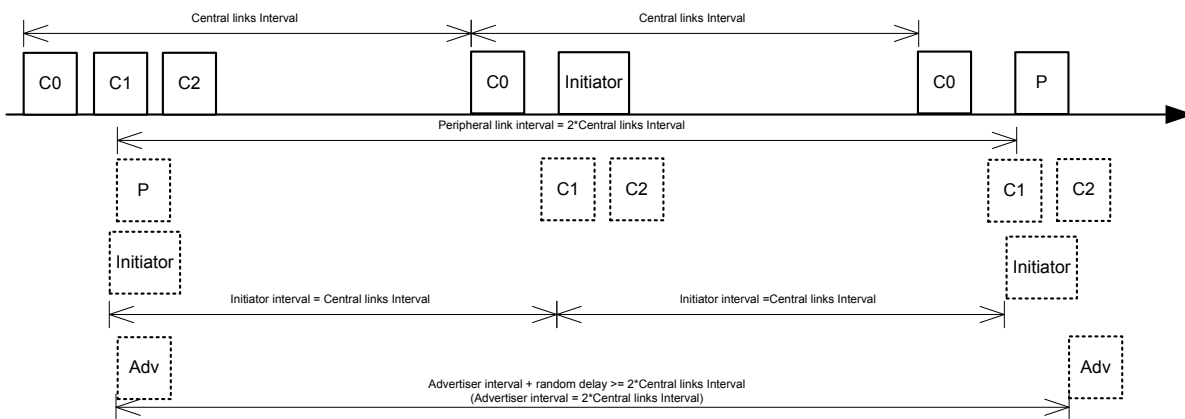 Central links Interval
Central links Interval
C0
C1
C2
C0
Initiator
C0
P
Peripheral link interval = 2*Central links Interval
P
C1
C2
C1
C2
Initiator
Initiator
Initiator interval = Central links Interval
Initiator interval =Central links Interval
Adv
Adv
Advertiser interval + random delay >= 2*Central links Interval
(Advertiser interval = 2*Central links Interval)